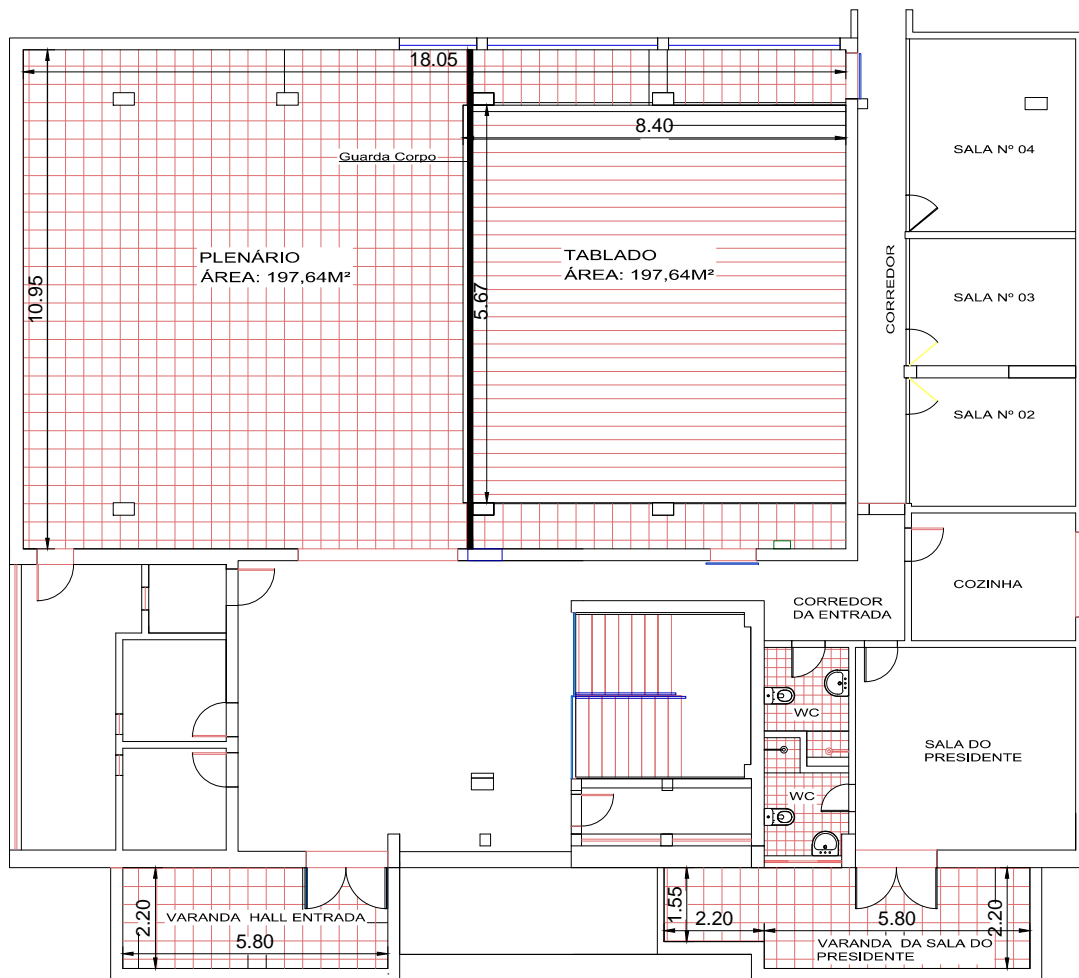 18.05
8.40
Guarda Corpo
SALA Nº 04
PLENÁRIO
ÁREA: 197,64M²
TABLADO
ÁREA: 197,64M²
10.95
5.67
CORREDOR
SALA Nº 03
SALA Nº 02
COZINHA
CORREDOR
DA ENTRADA
WC
SALA DO
PRESIDENTE
WC
2.20
VARANDA HALL ENTRADA
5.80
1.55
2.20
5.80
2.20
VARANDA DA SALA DO
PRESIDENTE